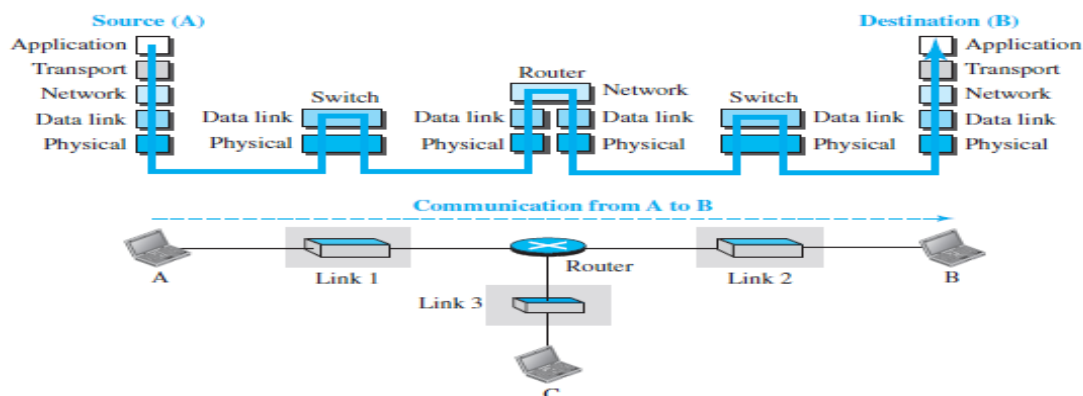 Source (A)
Destination (B)
Application
Transport
Network
Data link
Physical
Switch
Data link
Physical
Router
Network
Data link
Data link
Physical
Physical
Switch
Data link
Physical
Application
Transport
Network
Data link
Physical
Communication from A to B
A
Link 1
Router
Link 2
B
Link 3
C